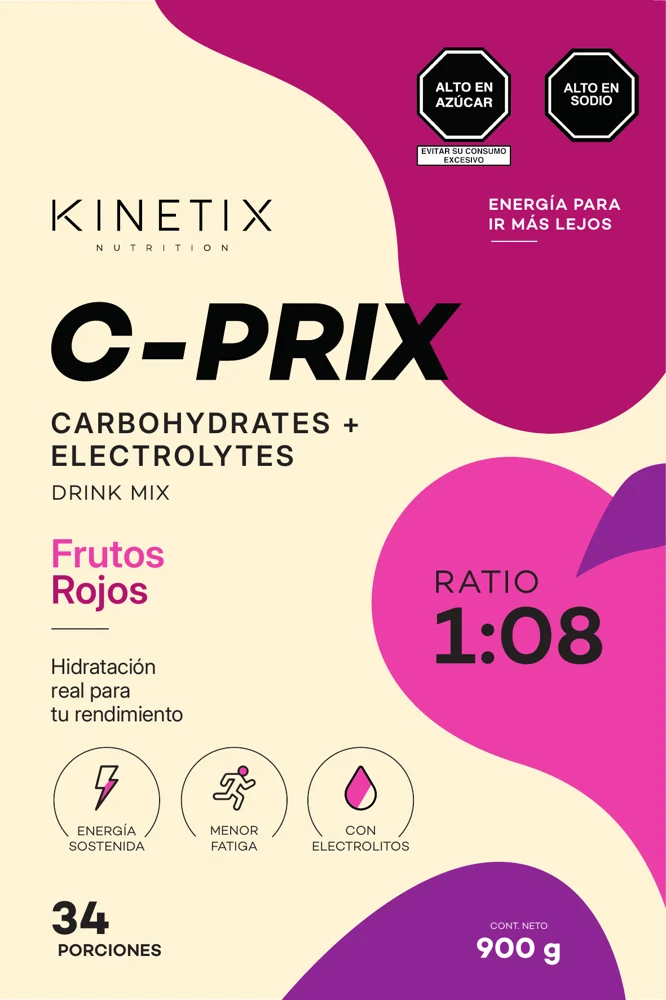 ALTO EN
AZÚCAR
ALTO EN
SODIO
EVITAR SU CONSUMO
EXCESIVO
KINETIX
NUTRITION
ENERGÍA PARA
IR MÁS LEJOS
C-PRIX
CARBOHYDRATES +
ELECTROLYTES
DRINK MIX
Frutos
Rojos
RATIO
1:08
Hidratación
real para
tu rendimiento
ENERGÍA
SOSTENIDA
MENOR
FATIGA
CON
ELECTROLITOS
34
PORCIONES
CONT. NETO
900 g